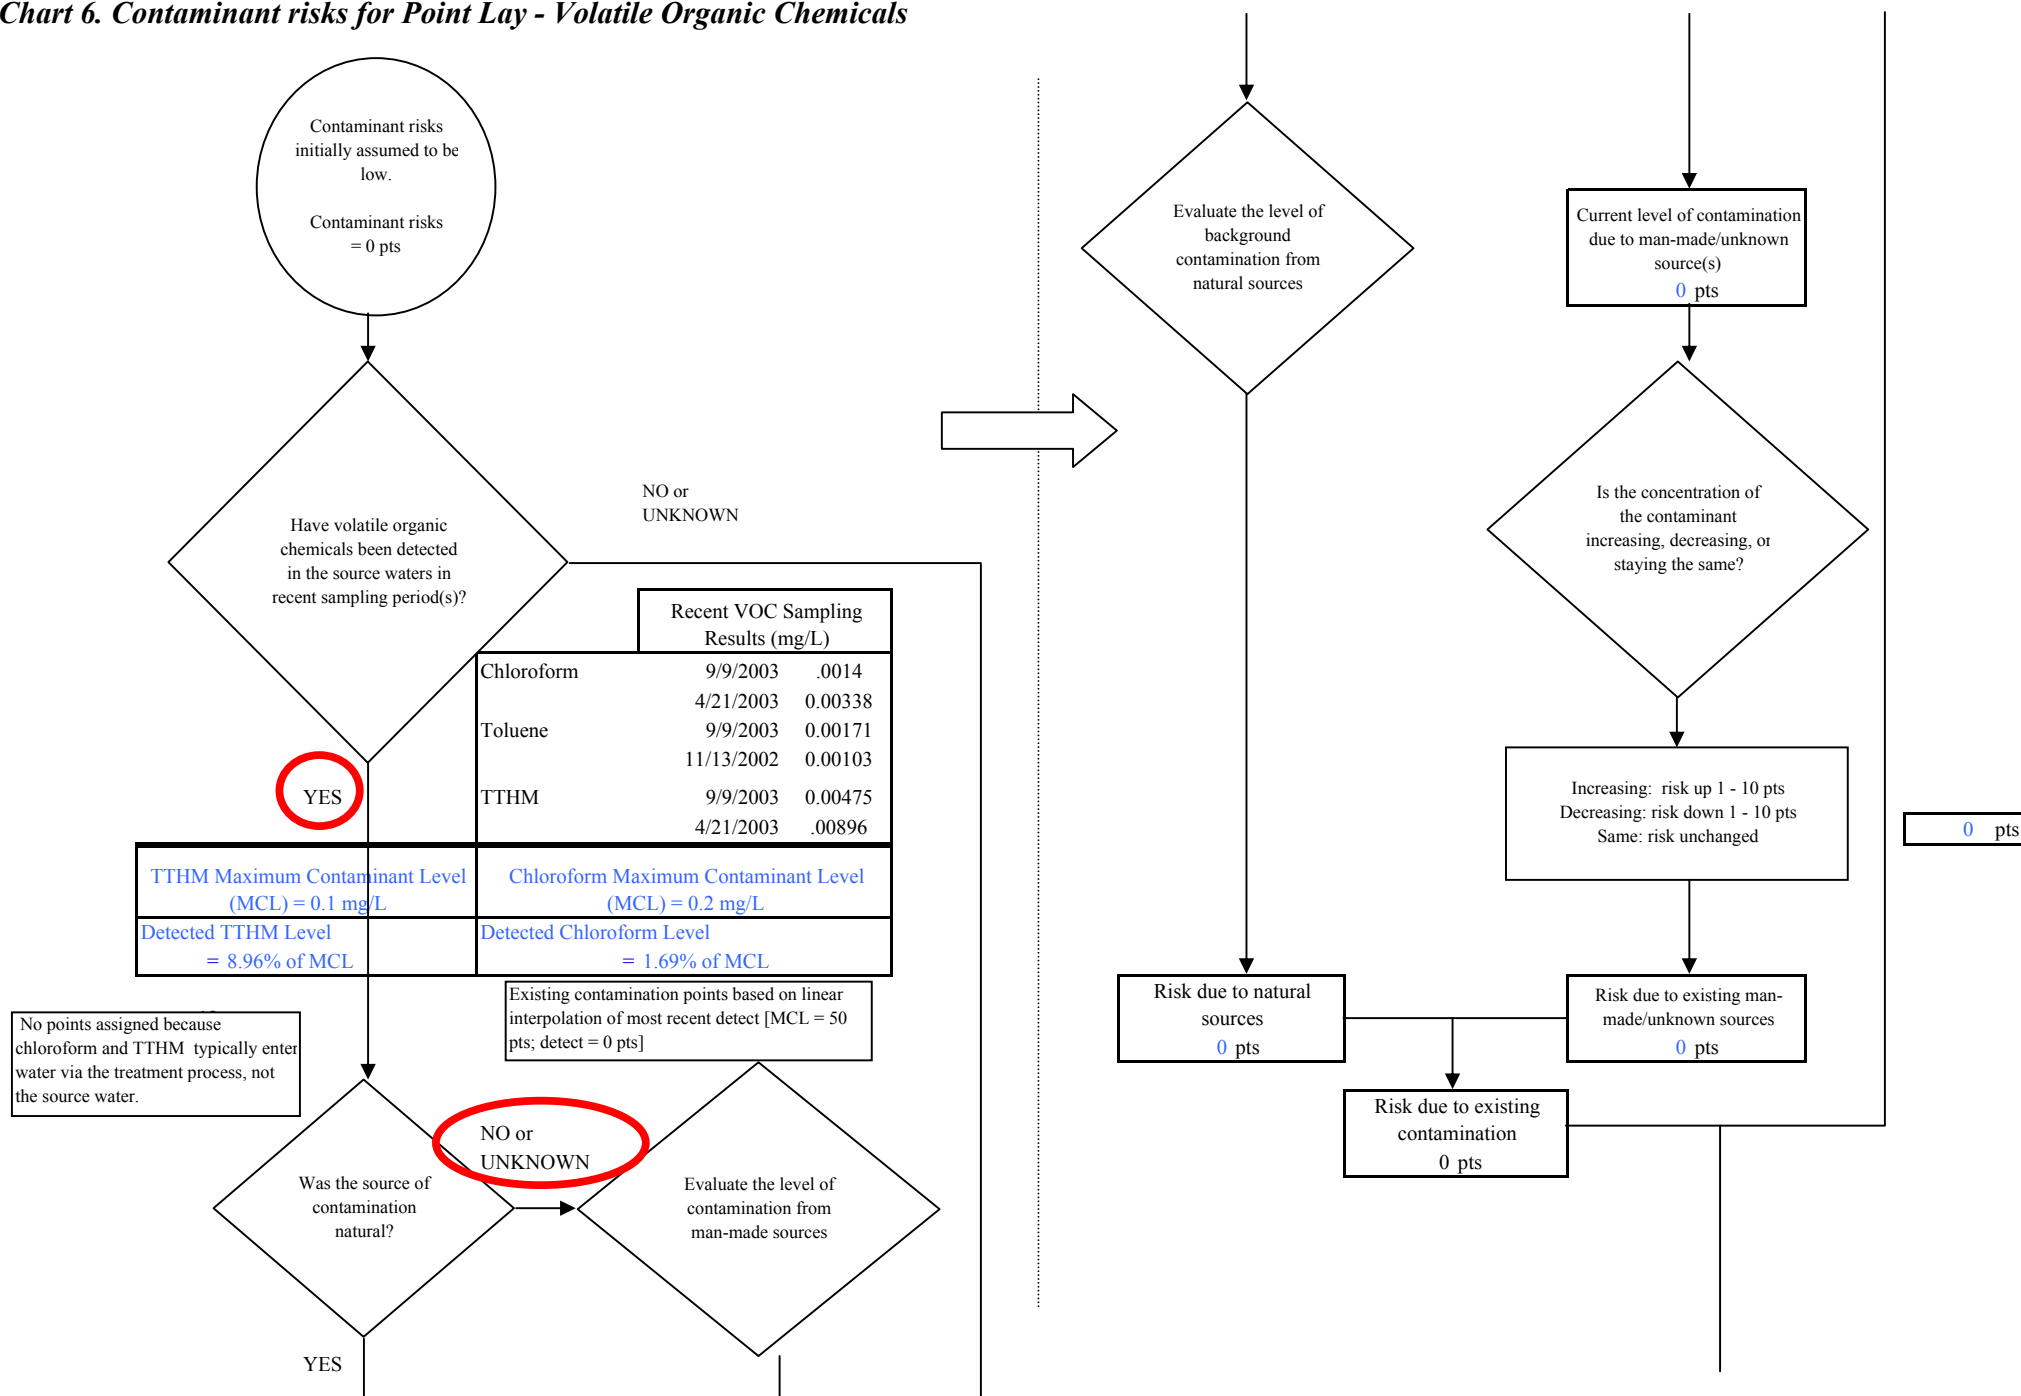 Chart 6. Contaminant risks for Point Lay - Volatile Organic Chemicals
Contaminant risks
initially assumed to be
low.
Contaminant risks
= 0 pts
Have volatile organic
chemicals been detected
in the source waters in
recent sampling period(s)?
NO or
UNKNOWN
Recent VOC Sampling
Results (mg/L)
Chloroform 9/9/2003 .0014
4/21/2003 0.00338
Toluene 9/9/2003 0.00171
11/13/2002 0.00103
TTHM 9/9/2003 0.00475
4/21/2003 .00896
YES
TTHM Maximum Contaminant Level
(MCL) = 0.1 mg/L
Chloroform Maximum Contaminant Level
(MCL) = 0.2 mg/L
Detected TTHM Level
= 8.96% of MCL
Detected Chloroform Level
= 1.69% of MCL
No points assigned because
chloroform and TTHM typically enter
water via the treatment process, not
the source water.
Existing contamination points based on linear
interpolation of most recent detect [MCL = 50
pts; detect = 0 pts]
Was the source of
contamination
natural?
NO or
UNKNOWN
Evaluate the level of
contamination from
man-made sources
YES
Evaluate the level of
background
contamination from
natural sources
Current level of contamination
due to man-made/unknown
source(s)
0 pts
Is the concentration of
the contaminant
increasing, decreasing, or
staying the same?
Increasing: risk up 1 - 10 pts
Decreasing: risk down 1 - 10 pts
Same: risk unchanged
0 pts
Risk due to natural
sources
0 pts
Risk due to existing man-
made/unknown sources
0 pts
Risk due to existing
contamination
0 pts